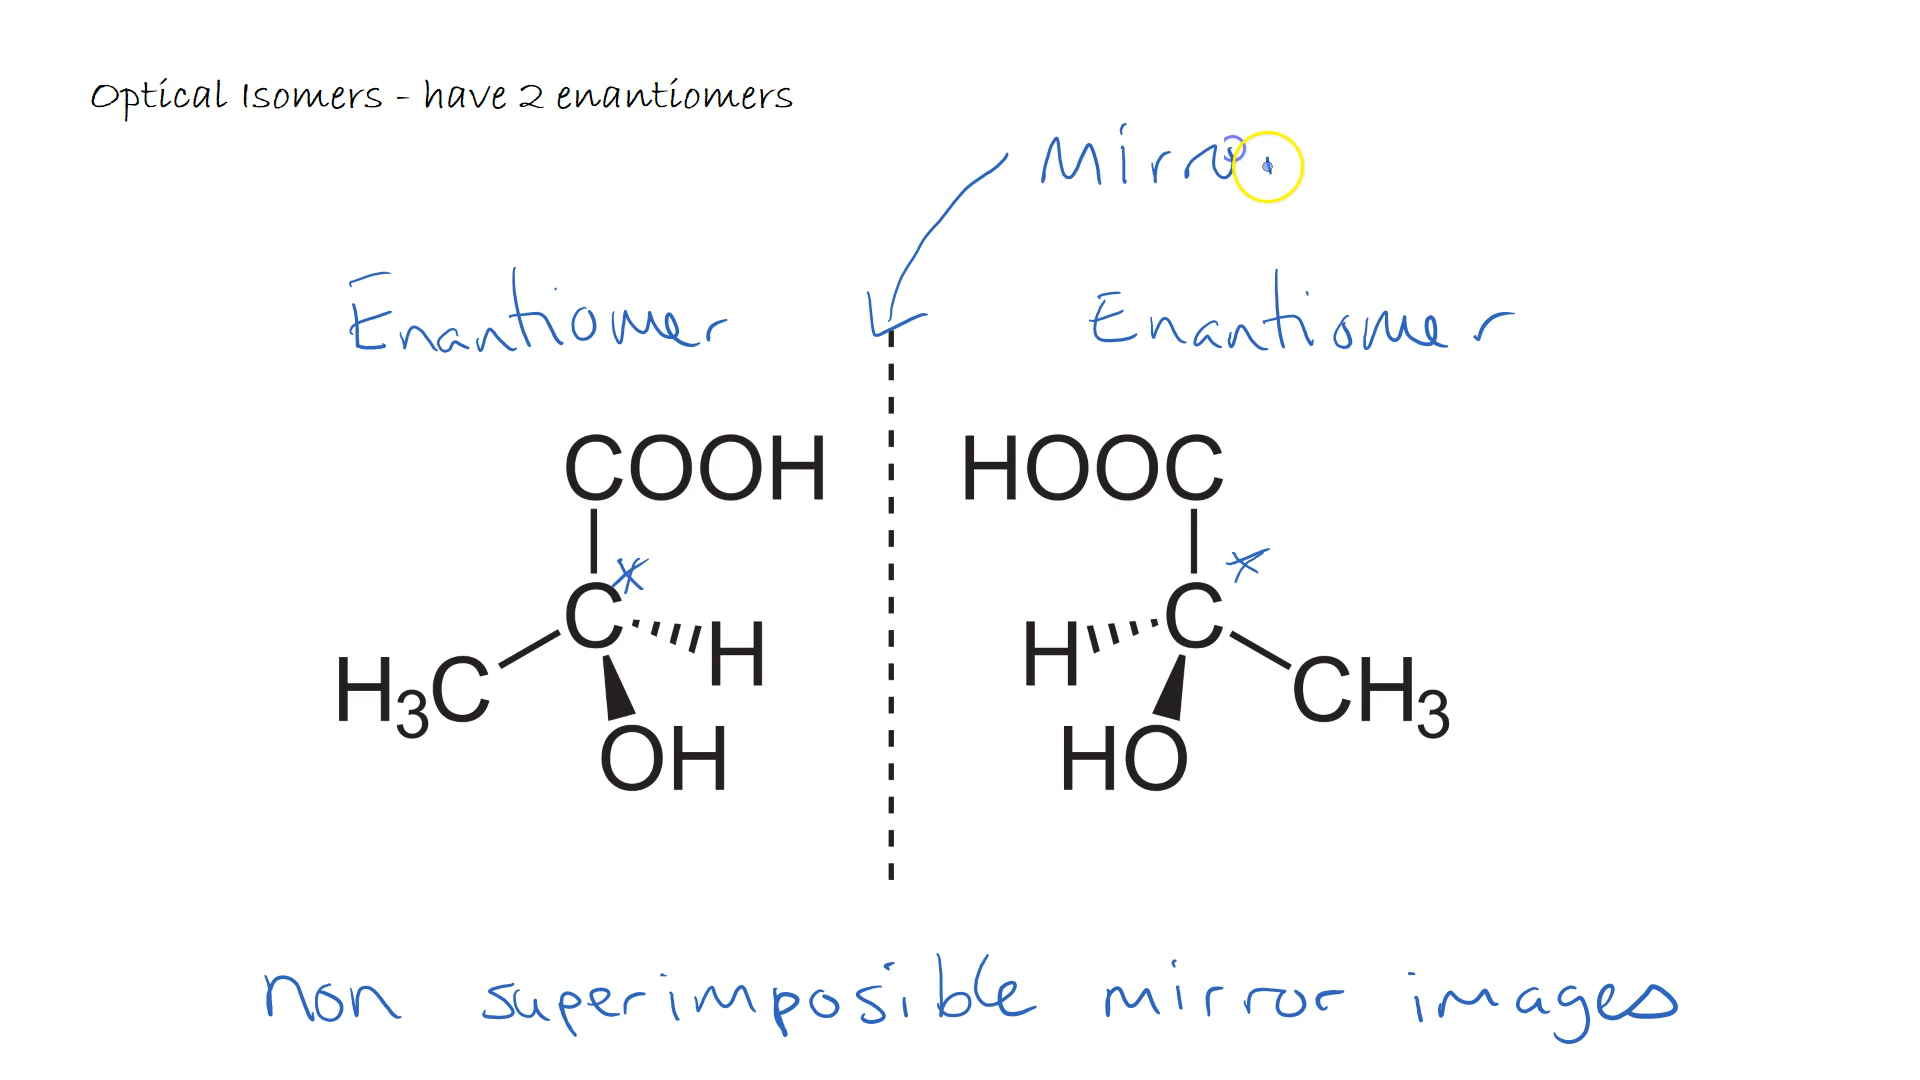 Optical Isomers - have 2 enantiomers
Mirror
Enantiomer
Enantiomer
COOH
HOOC
C*
C*
H
H
H3C
CH3
OH
HO
non superimposible mirror images